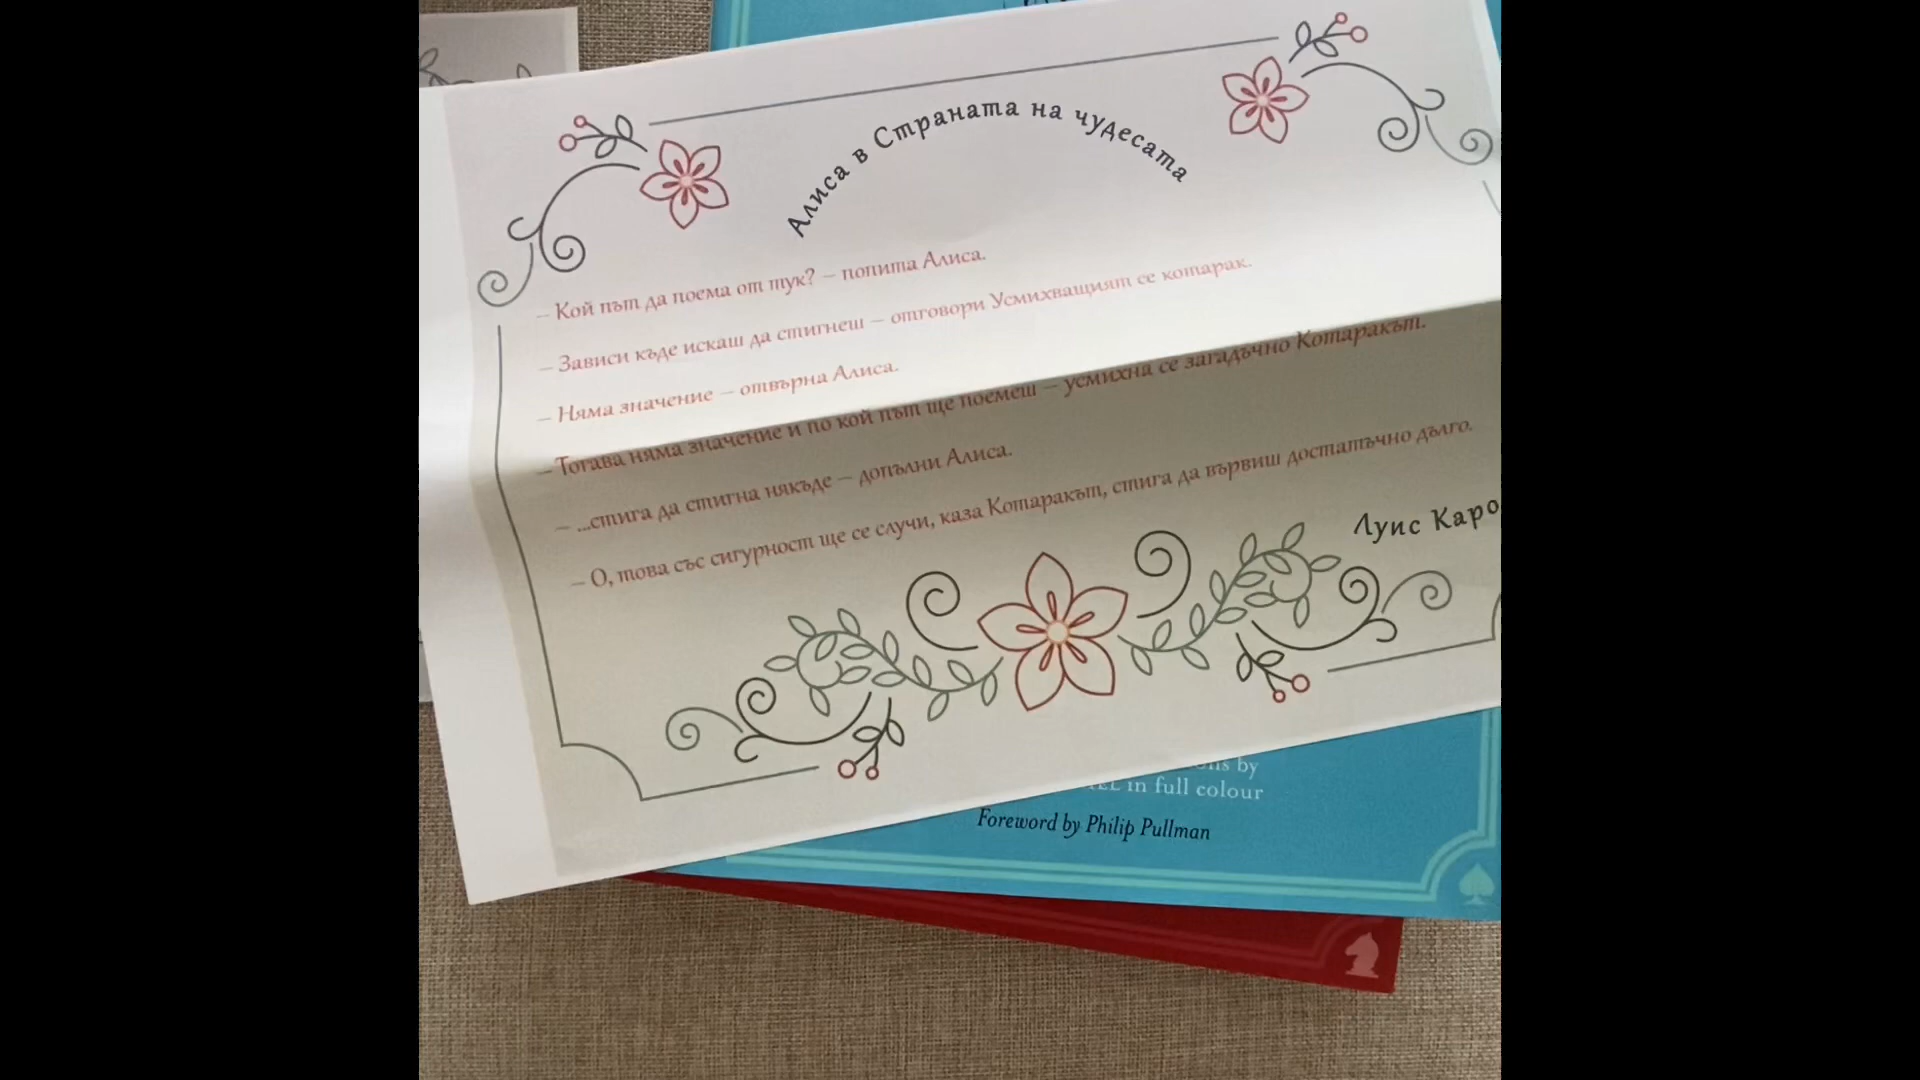 Алиса в Страната на чудесата
– Кой път да поема от тук? – попита Алиса.
– Зависи къде искаш да стигнеш – отговори Усмихващият се котарак.
– Няма значение – отвърна Алиса.
– Тогава няма значение и по кой път ще поемеш – усмихна се загадъчно Котаракът.
– ...стига да стигна някъде – допълни Алиса.
– О, това със сигурност ще се случи, каза Котаракът, стига да вървиш достатъчно дълго.
Луис Каро
by
in full colour
Foreword by Philip Pullman